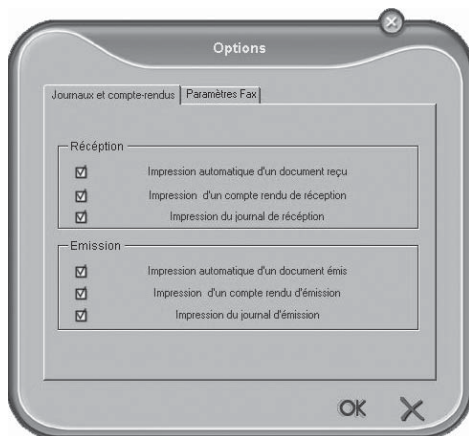 Options
Journaux et compte-rendus Paramètres Fax
Récéption
Impression automatique d'un document reçu
Impression d'un compte rendu de réception
Impression du journal de récéption
Emission
Impression automatique d'un document émis
Impression d'un compte rendu d'émission
Impression du journal d'émission
OK